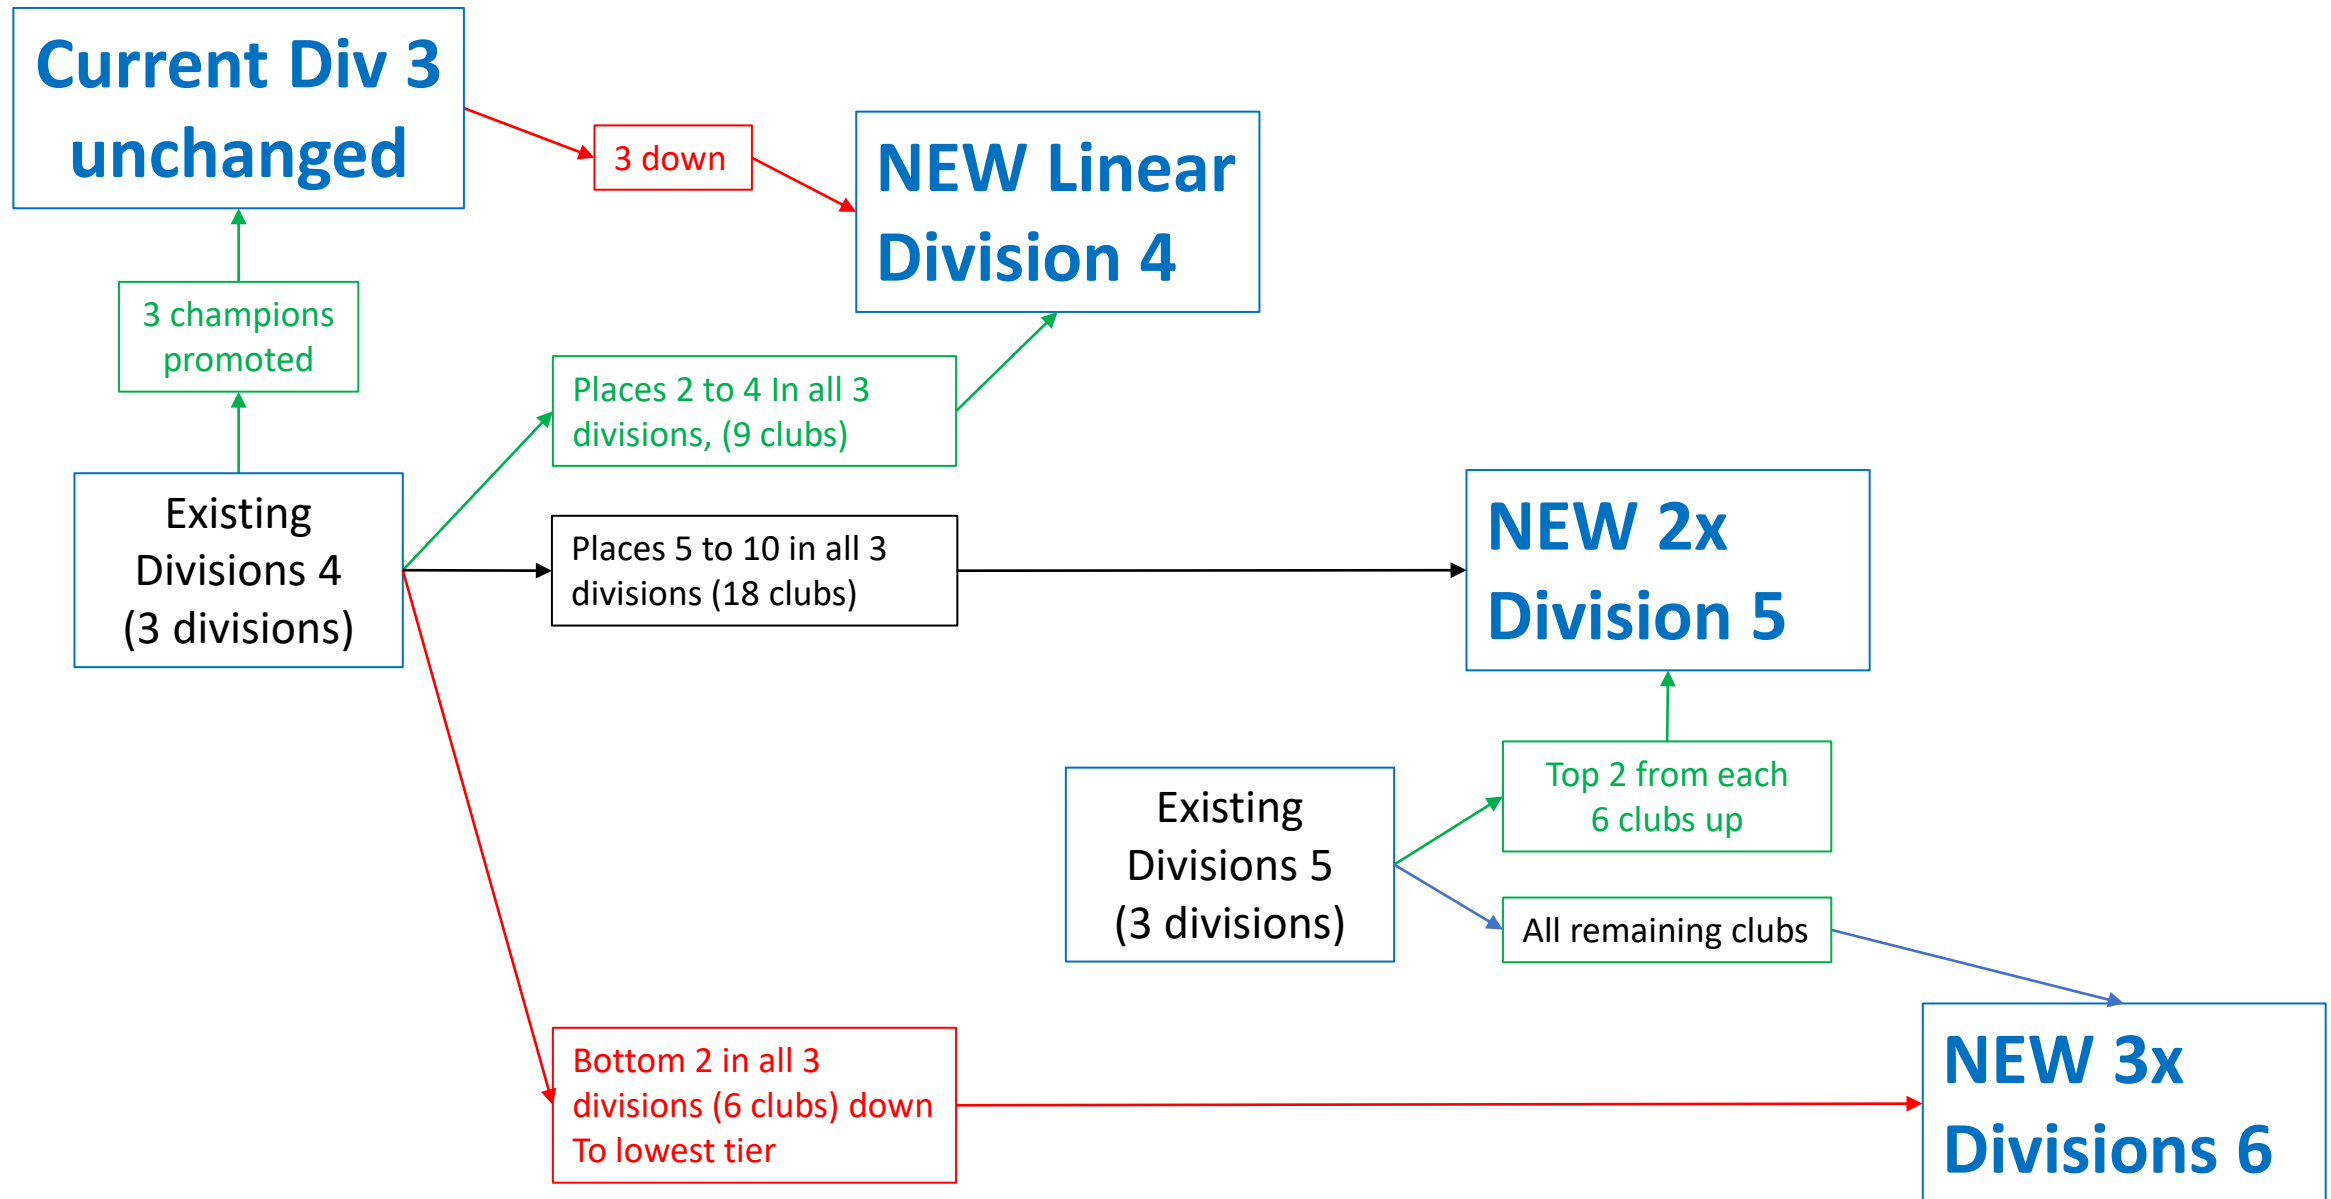 Current Div 3
unchanged
3 down
NEW Linear
Division 4
3 champions
promoted
Places 2 to 4 In all 3
divisions, (9 clubs)
Existing
Divisions 4
(3 divisions)
Places 5 to 10 in all 3
divisions (18 clubs)
NEW 2x
Division 5
Top 2 from each
6 clubs up
Existing
Divisions 5
(3 divisions)
All remaining clubs
Bottom 2 in all 3
divisions (6 clubs) down
To lowest tier
NEW 3x
Divisions 6